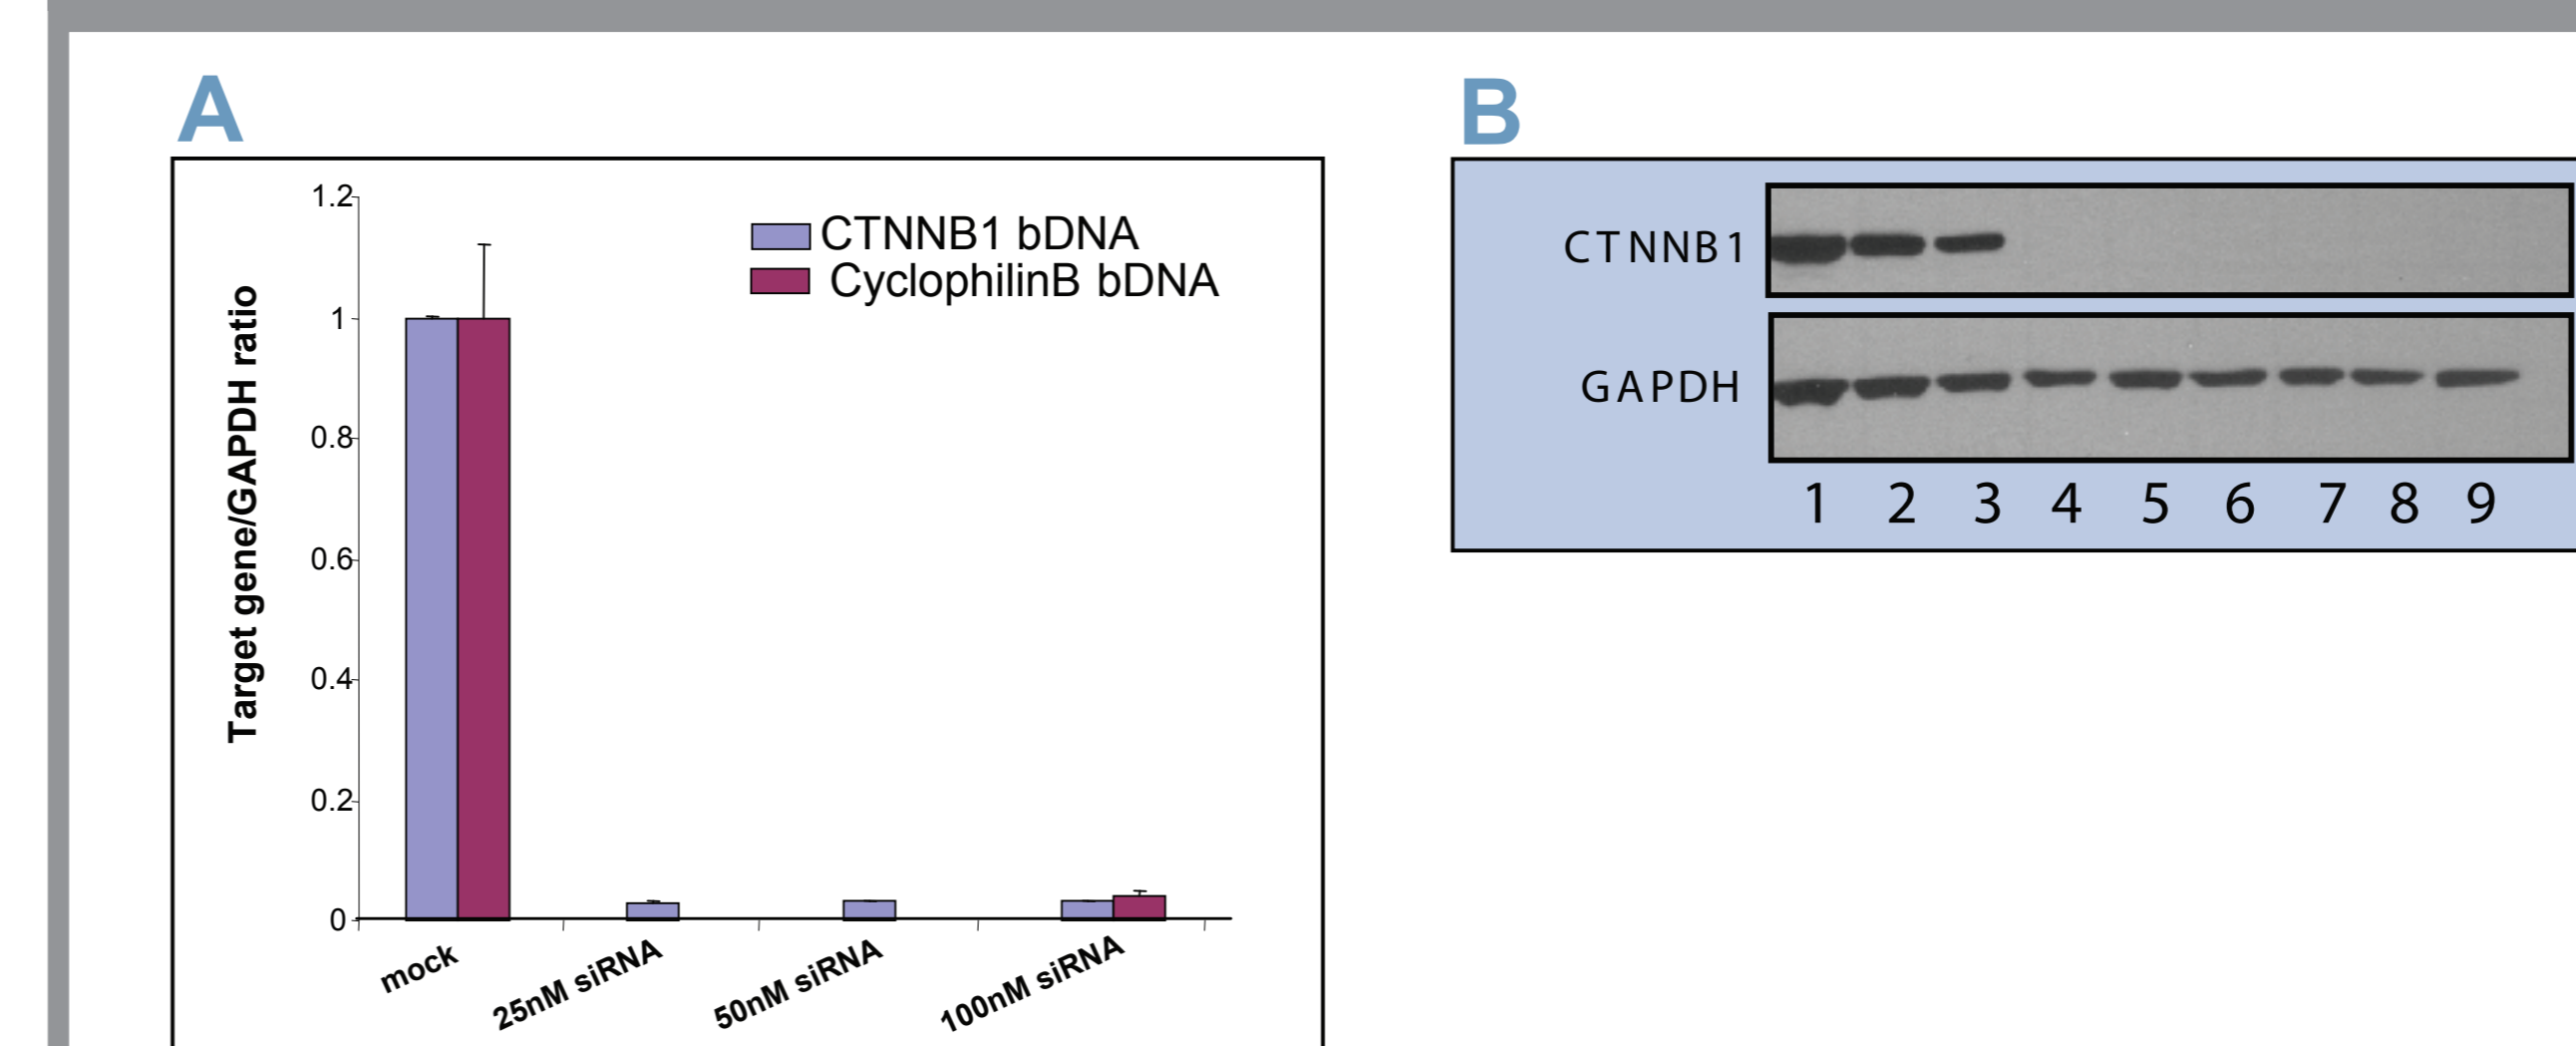 A
B
1.2
1
0.8
0.6
0.4
0.2
0
Target gene/GAPDH ratio
CTNNB1 bDNA
CyclophilinB bDNA
mock
25nM siRNA
50nM siRNA
100nM siRNA
CTNNB1
GAPDH
1 2 3 4 5 6 7 8 9